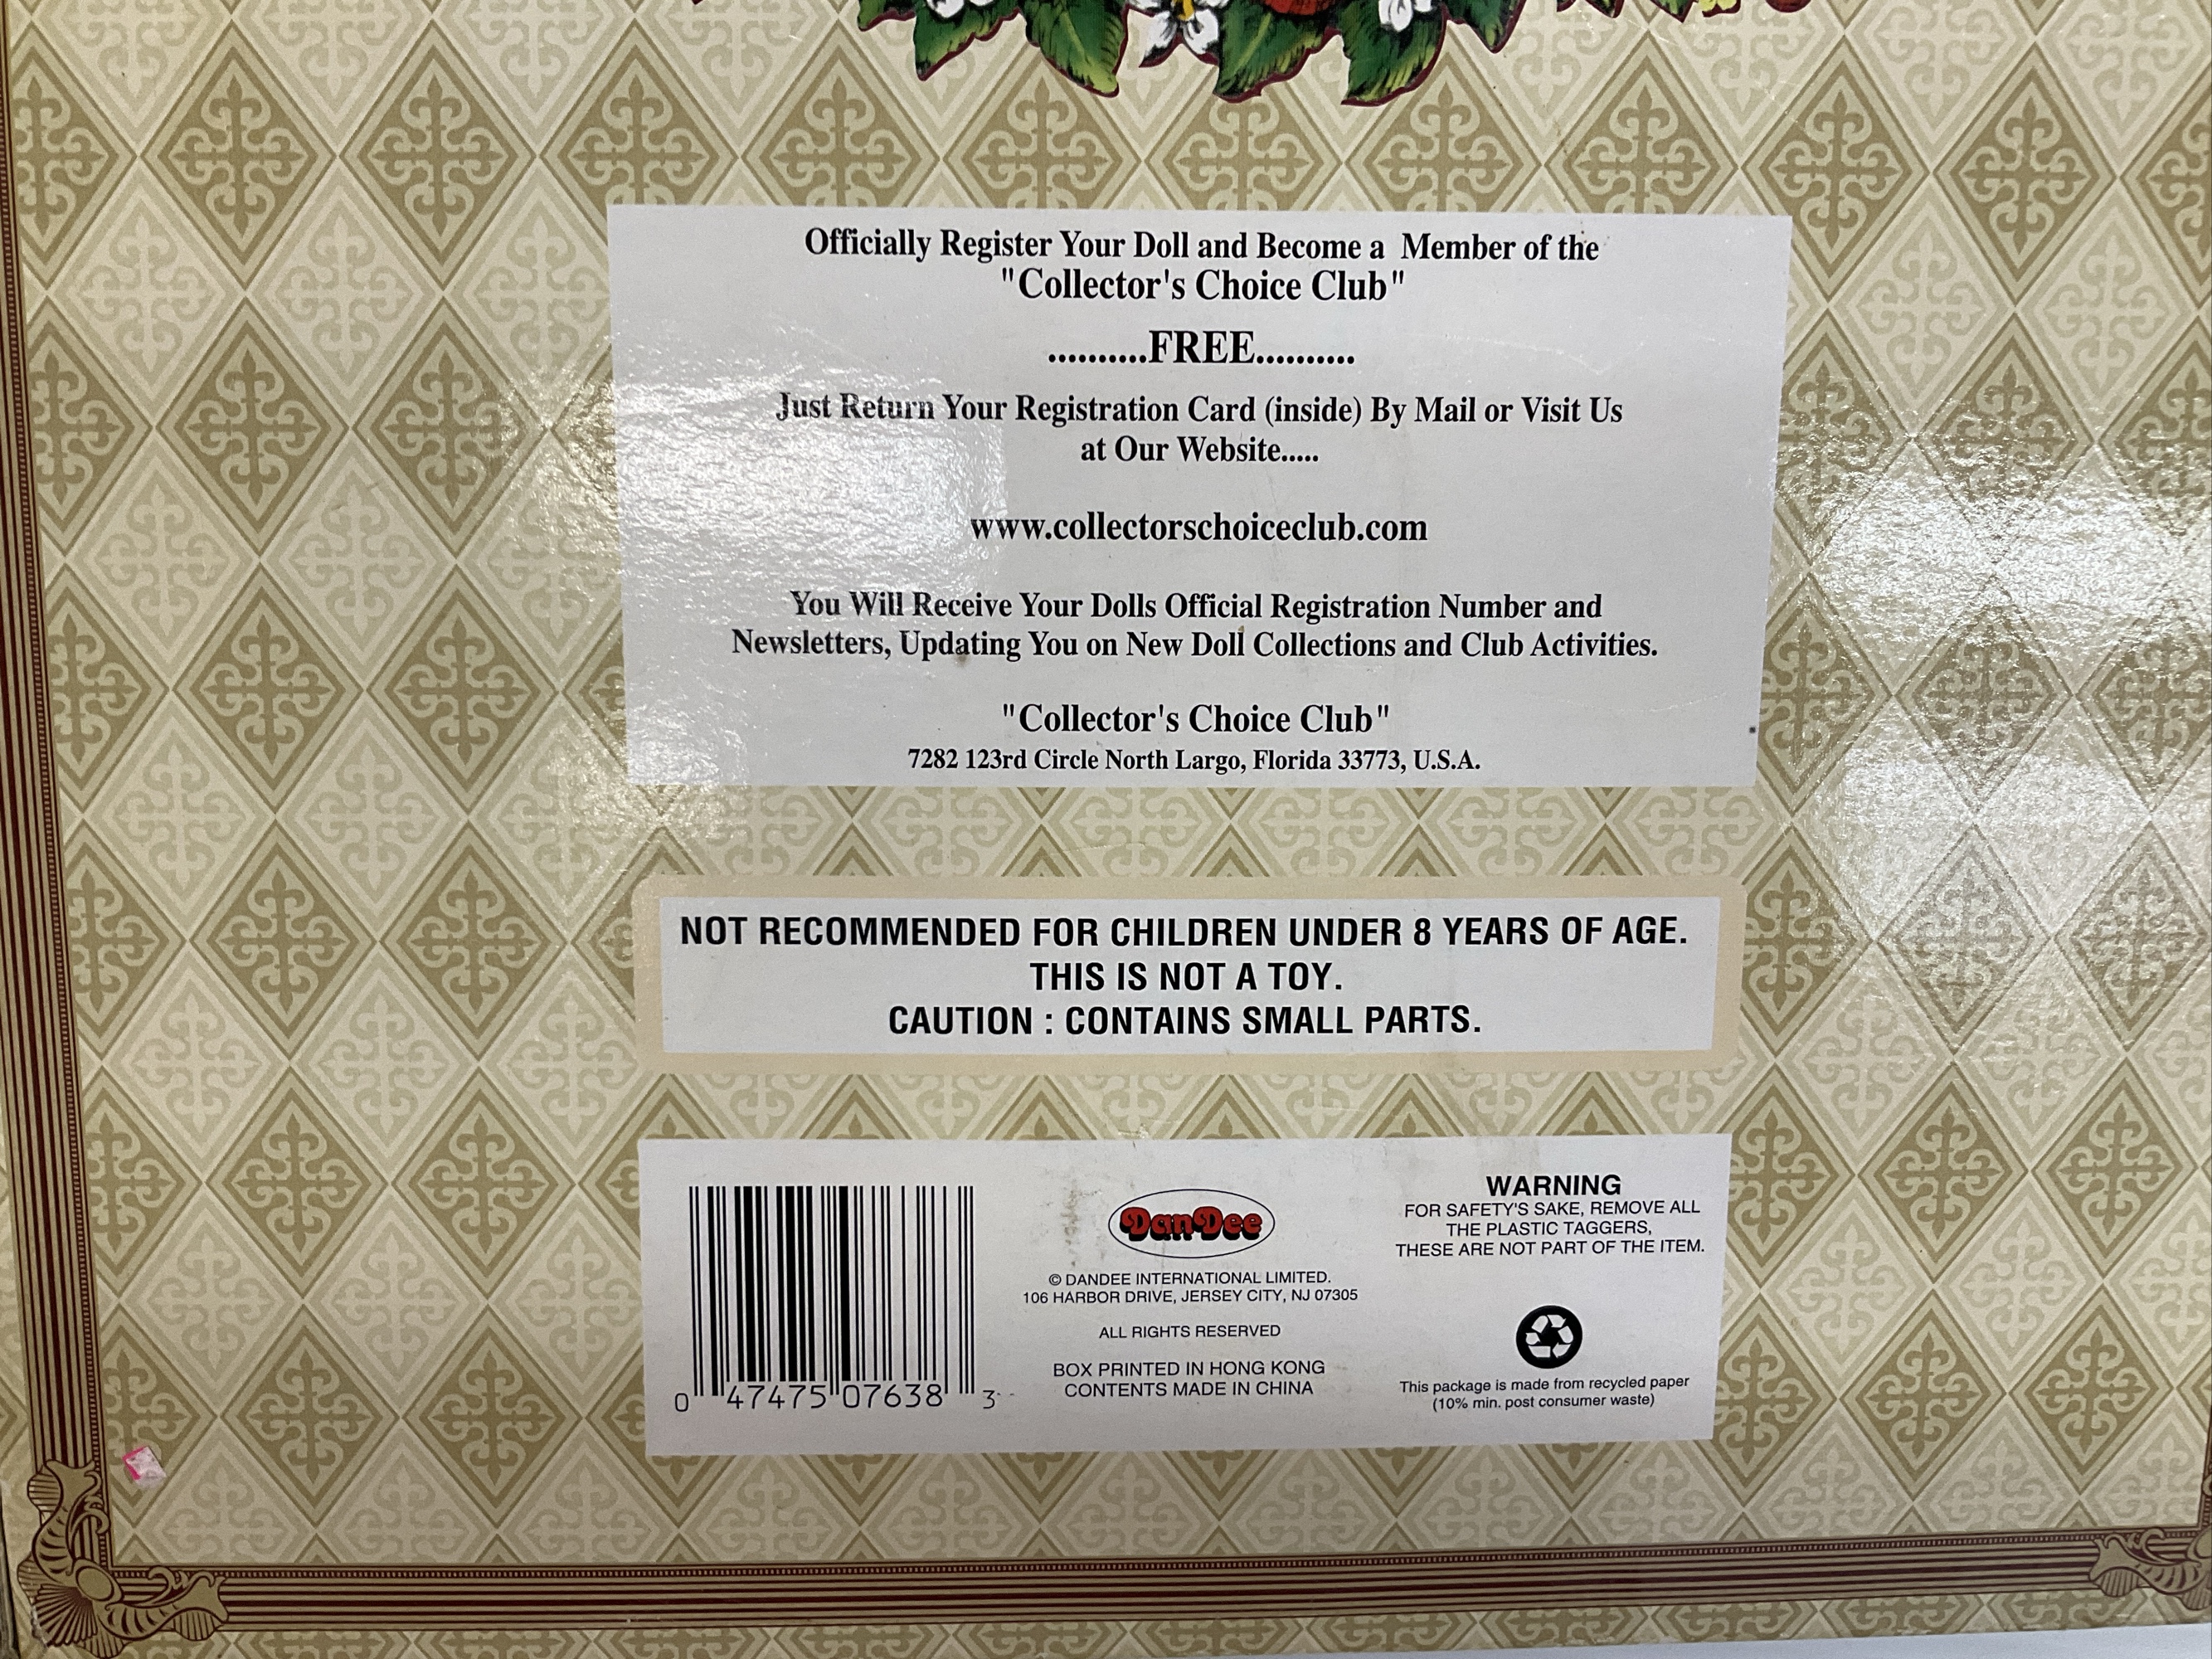 Officially Register Your Doll and Become a Member of the
"Collector's Choice Club"
..........FREE..........
Just Return Your Registration Card (inside) By Mail or Visit Us
at Our Website.....
www.collectorschoiceclub.com
You Will Receive Your Dolls Official Registration Number and
Newsletters, Updating You on New Doll Collections and Club Activities.
"Collector's Choice Club"
7282 123rd Circle North Largo, Florida 33773, U.S.A.
NOT RECOMMENDED FOR CHILDREN UNDER 8 YEARS OF AGE.
THIS IS NOT A TOY.
CAUTION : CONTAINS SMALL PARTS.
0 47475 07638 3
DanDee
© DANDEE INTERNATIONAL LIMITED.
106 HARBOR DRIVE, JERSEY CITY, NJ 07305
ALL RIGHTS RESERVED
BOX PRINTED IN HONG KONG
CONTENTS MADE IN CHINA
WARNING
FOR SAFETY'S SAKE, REMOVE ALL
THE PLASTIC TAGGERS,
THESE ARE NOT PART OF THE ITEM.
This package is made from recycled paper
(10% min. post consumer waste)